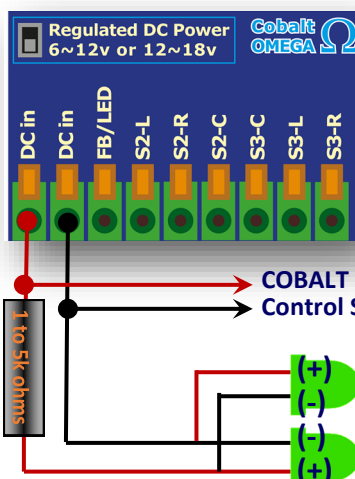 Regulated DC Power
6~12v or 12~18v
Cobalt
OMEGA Ω
DC in
DC in
FB/LED
S2-L
S2-R
S2-C
S3-C
S3-L
S3-R
COBALT
Control S
1 to 5k ohms
(+)
(-)
(-)
(+)